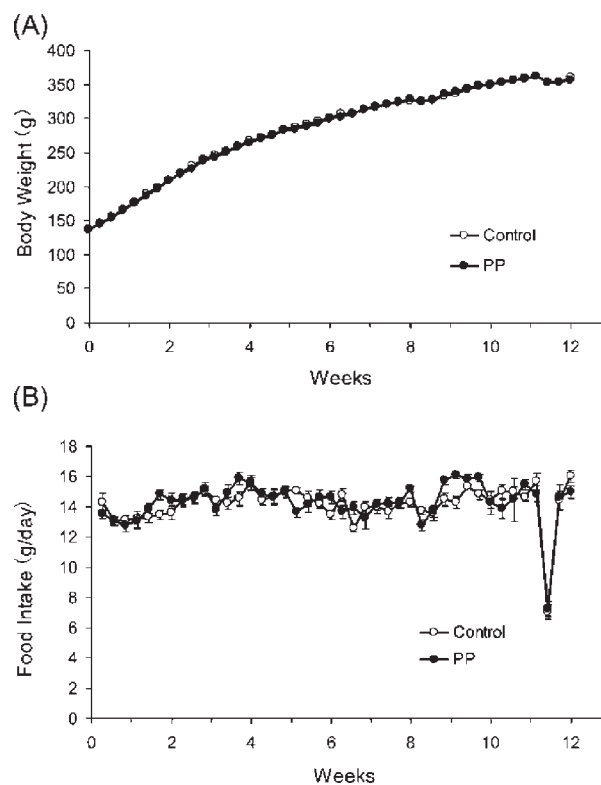 (A)
400
350
300
250
200
150
100
50
0
Body Weight (g)
Control
PP
0 2 4 6 8 10 12
Weeks
(B)
18
16
14
12
10
8
6
4
2
0
Food Intake (g/day)
Control
PP
0 2 4 6 8 10 12
Weeks